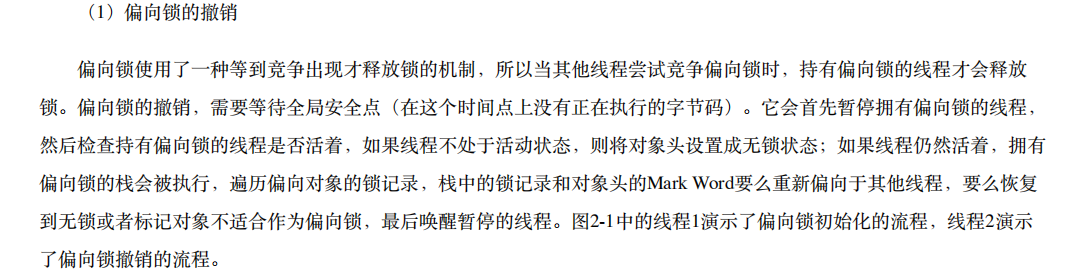 （1）偏向锁的撤销
偏向锁使用了一种等到竞争出现才释放锁的机制，所以当其他线程尝试竞争偏向锁时，持有偏向锁的线程才会释放
锁。偏向锁的撤销，需要等待全局安全点（在这个时间点上没有正在执行的字节码）。它会首先暂停拥有偏向锁的线程，
然后检查持有偏向锁的线程是否活着，如果线程不处于活动状态，则将对象头设置成无锁状态；如果线程仍然活着，拥有
偏向锁的栈会被执行，遍历偏向对象的锁记录，栈中的锁记录和对象头的Mark Word要么重新偏向于其他线程，要么恢复
到无锁或者标记对象不适合作为偏向锁，最后唤醒暂停的线程。图2-1中的线程1演示了偏向锁初始化的流程，线程2演示
了偏向锁撤销的流程。